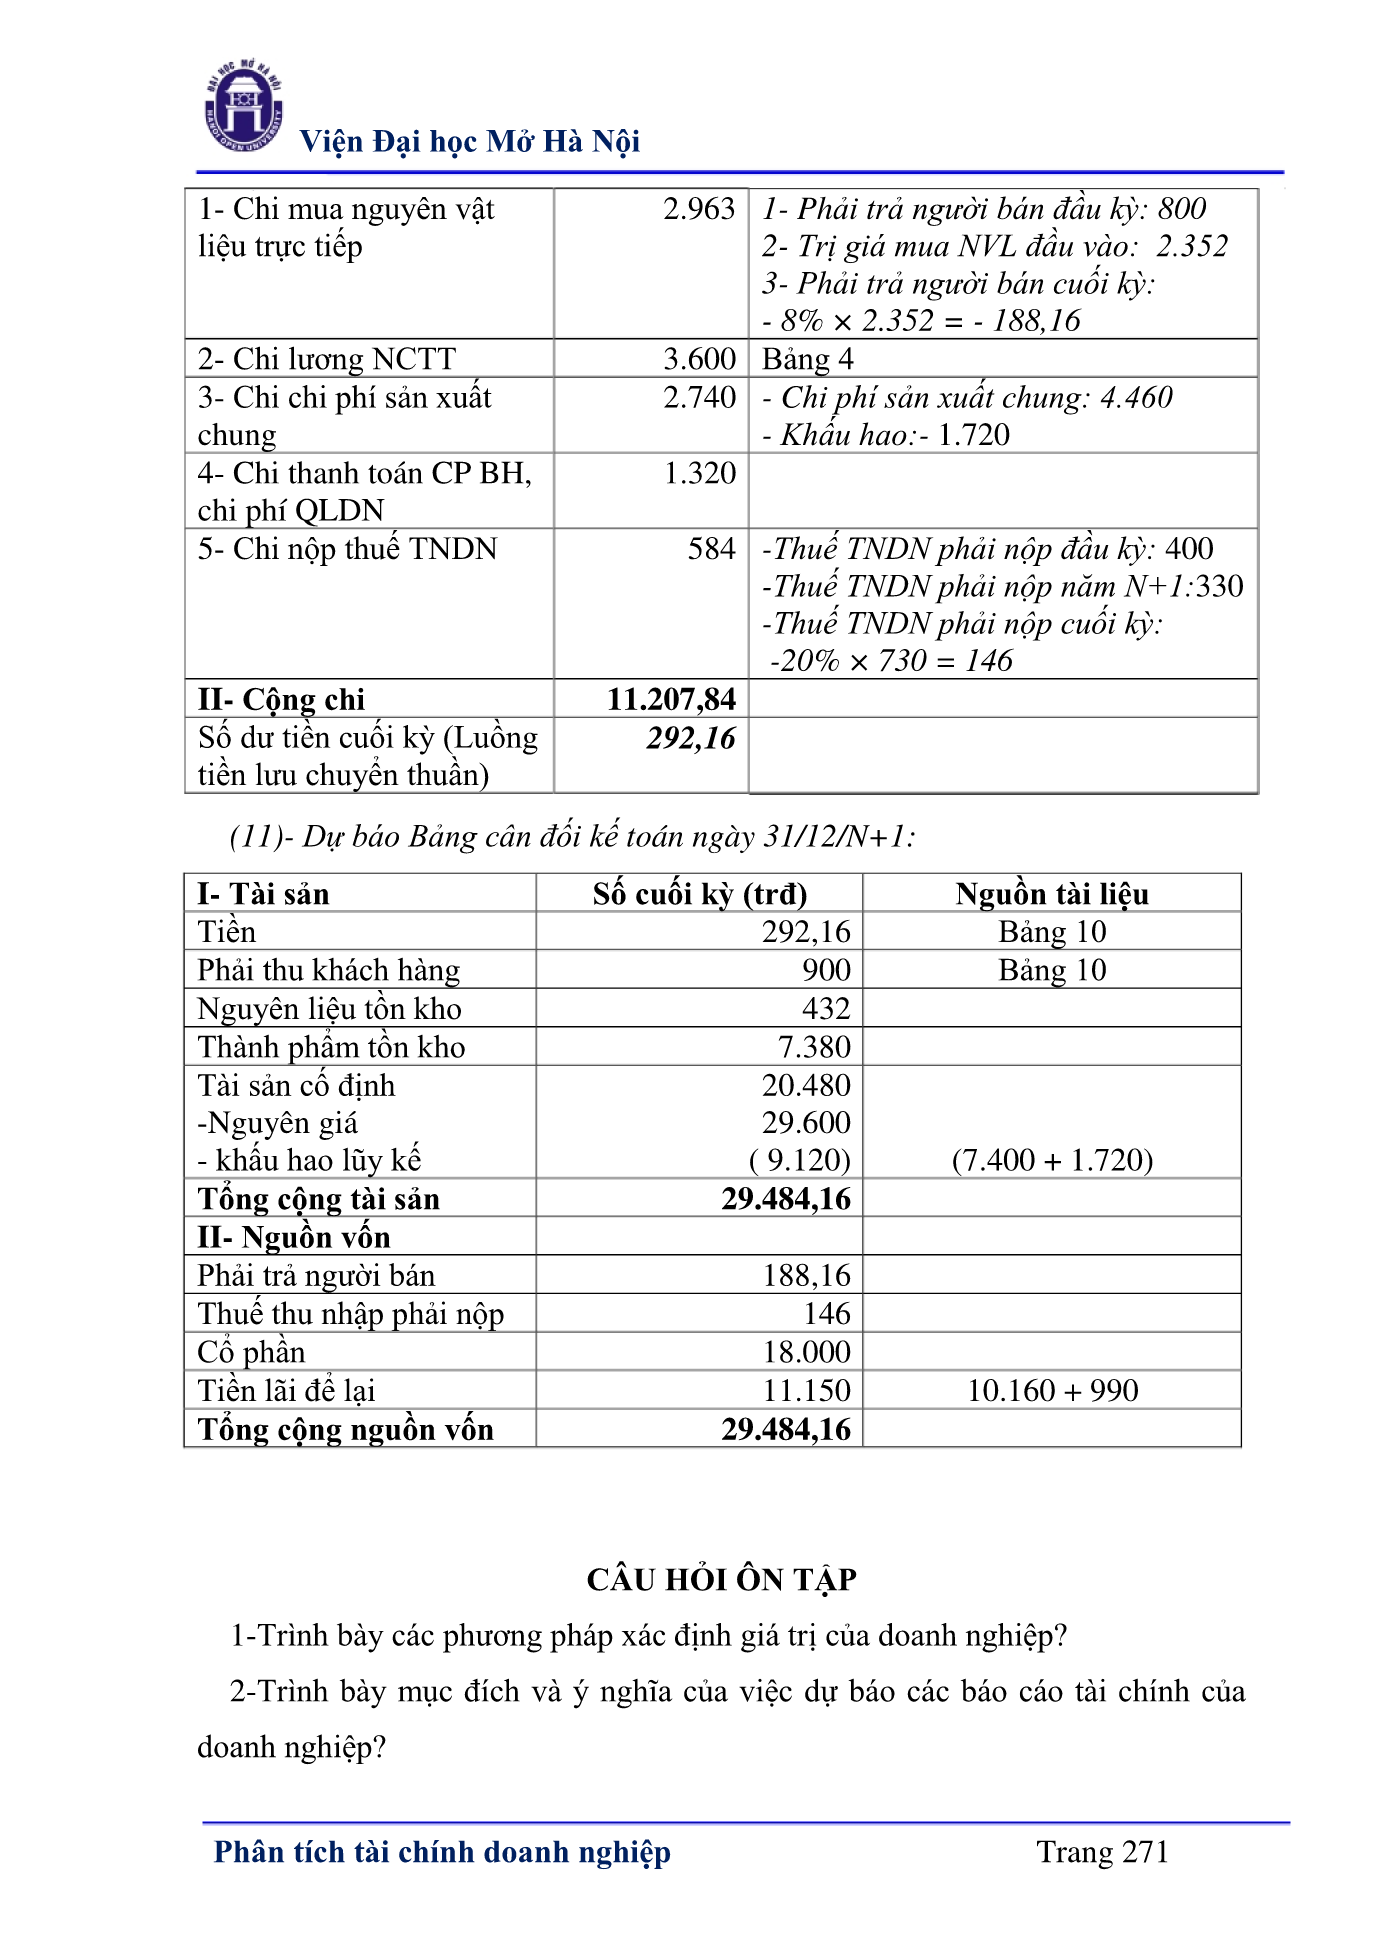 ĐẠI HỌC MỞ HÀ NỘI
HANOI OPEN UNIVERSITY
Viện Đại học Mở Hà Nội
1- Chi mua nguyên vật liệu trực tiếp 2.963 1- Phải trả người bán đầu kỳ: 800
2- Trị giá mua NVL đầu vào: 2.352
3- Phải trả người bán cuối kỳ:
- 8% × 2.352 = - 188,16
2- Chi lương NCTT 3.600 Bảng 4
3- Chi chi phí sản xuất chung 2.740 - Chi phí sản xuất chung: 4.460
- Khấu hao:- 1.720
4- Chi thanh toán CP BH, chi phí QLDN 1.320
5- Chi nộp thuế TNDN 584 -Thuế TNDN phải nộp đầu kỳ: 400
-Thuế TNDN phải nộp năm N+1:330
-Thuế TNDN phải nộp cuối kỳ:
-20% × 730 = 146
II- Cộng chi 11.207,84
Số dư tiền cuối kỳ (Luồng tiền lưu chuyển thuần) 292,16
(11)- Dự báo Bảng cân đối kế toán ngày 31/12/N+1:
I- Tài sản Số cuối kỳ (trđ) Nguồn tài liệu
Tiền 292,16 Bảng 10
Phải thu khách hàng 900 Bảng 10
Nguyên liệu tồn kho 432
Thành phẩm tồn kho 7.380
Tài sản cố định 20.480
-Nguyên giá 29.600
- khấu hao lũy kế ( 9.120) (7.400 + 1.720)
Tổng cộng tài sản 29.484,16
II- Nguồn vốn
Phải trả người bán 188,16
Thuế thu nhập phải nộp 146
Cổ phần 18.000
Tiền lãi để lại 11.150 10.160 + 990
Tổng cộng nguồn vốn 29.484,16
CÂU HỎI ÔN TẬP
1-Trình bày các phương pháp xác định giá trị của doanh nghiệp?
2-Trình bày mục đích và ý nghĩa của việc dự báo các báo cáo tài chính của
doanh nghiệp?
Phân tích tài chính doanh nghiệp Trang 271